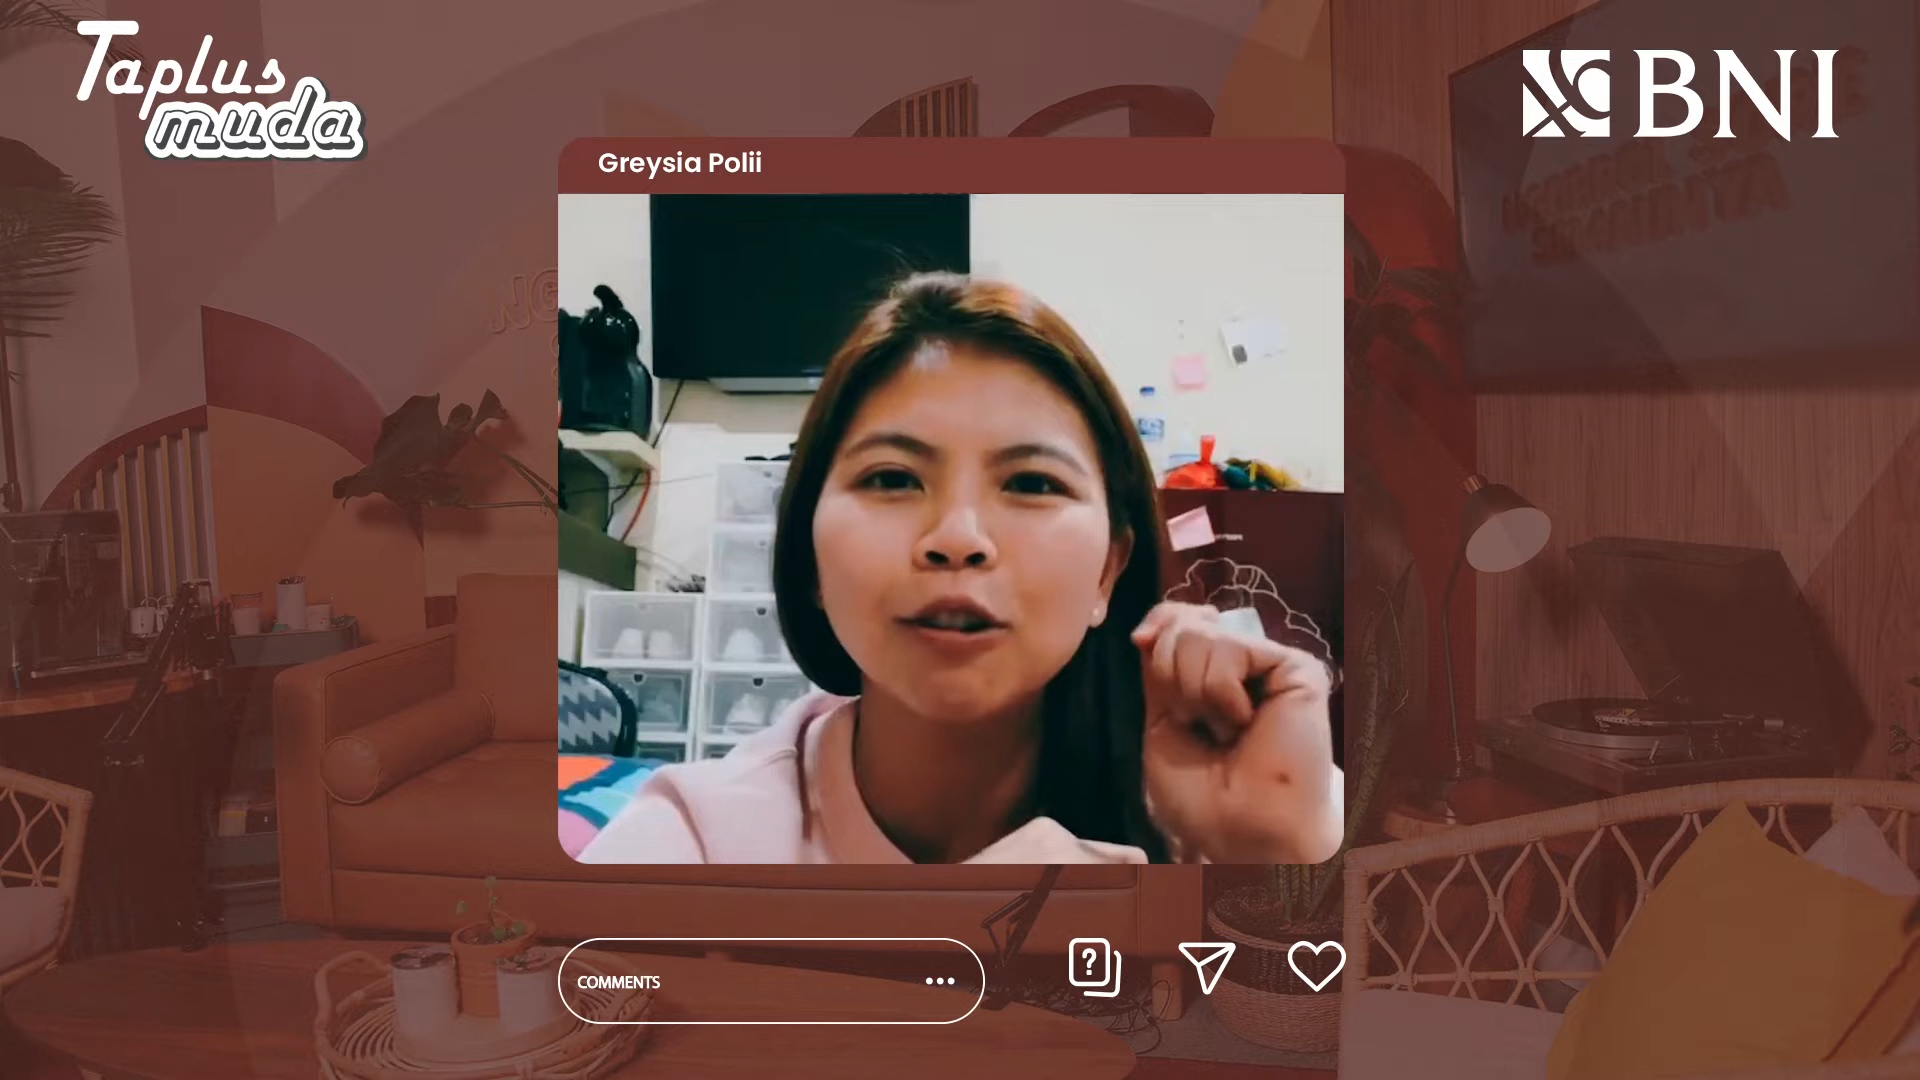 Taplus
muda
BNI
Greysia Polii
COMMENTS